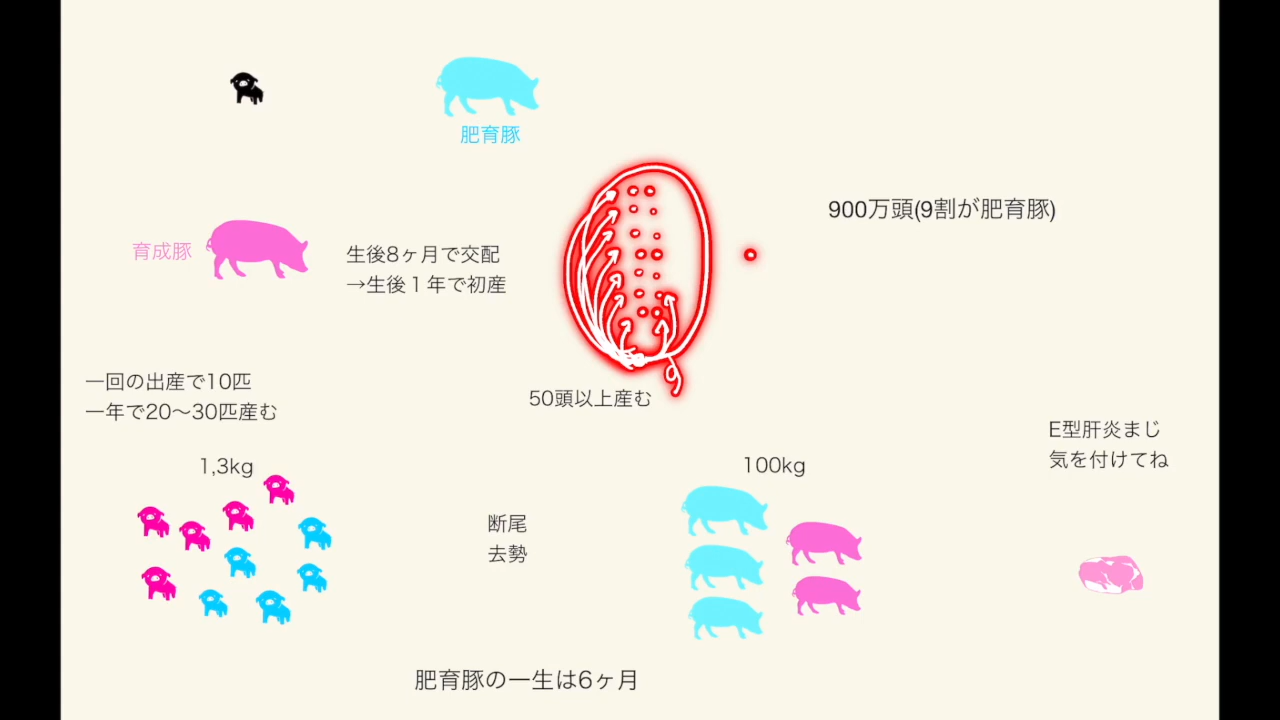 肥育豚
900万頭(9割が肥育豚)
育成豚
生後8ヶ月で交配
→生後１年で初産
一回の出産で10匹
一年で20〜30匹産む
50頭以上産む
E型肝炎まじ
気を付けてね
1,3kg
100kg
断尾
去勢
肥育豚の一生は6ヶ月